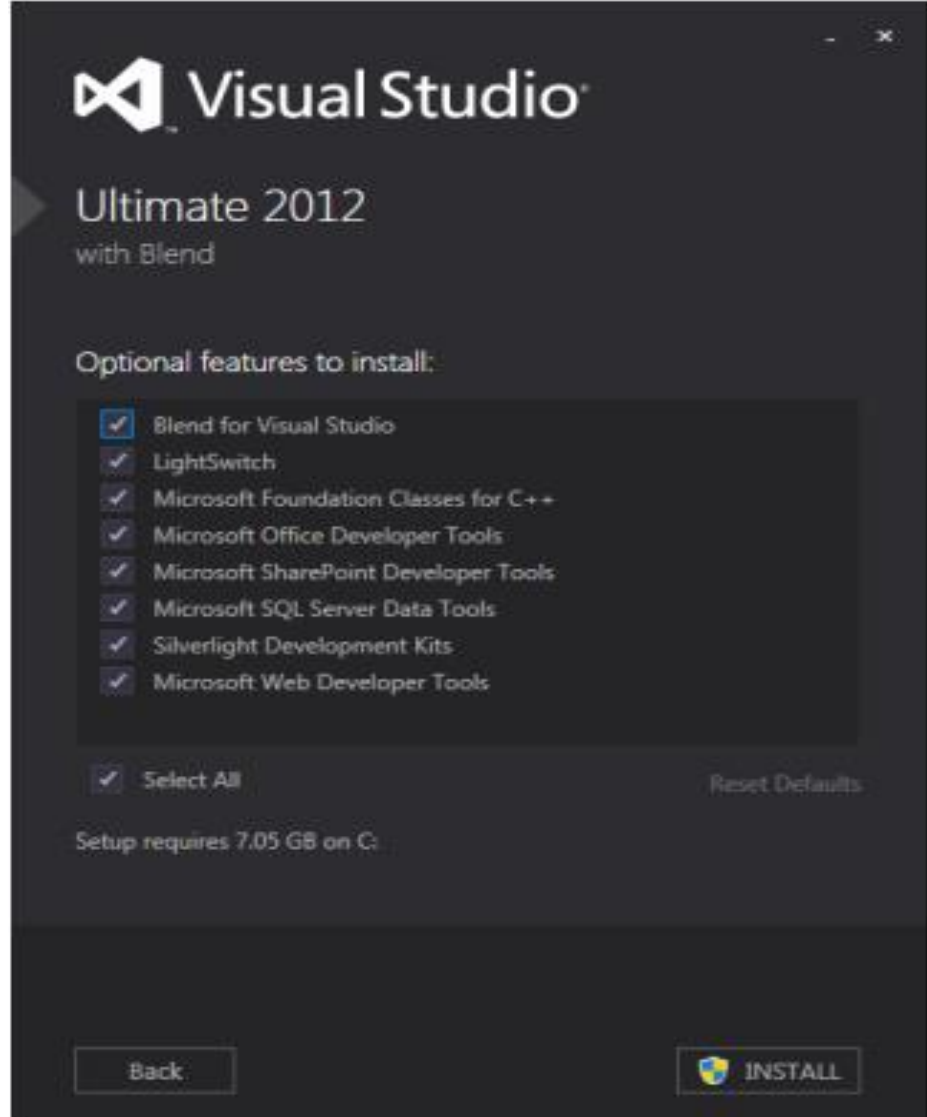 Visual Studio
Ultimate 2012
with Blend
Optional features to install:
Blend for Visual Studio
LightSwitch
Microsoft Foundation Classes for C++
Microsoft Office Developer Tools
Microsoft SharePoint Developer Tools
Microsoft SQL Server Data Tools
Silverlight Development Kits
Microsoft Web Developer Tools
Select All
Reset Defaults
Setup requires 7.05 GB on C:
Back
INSTALL